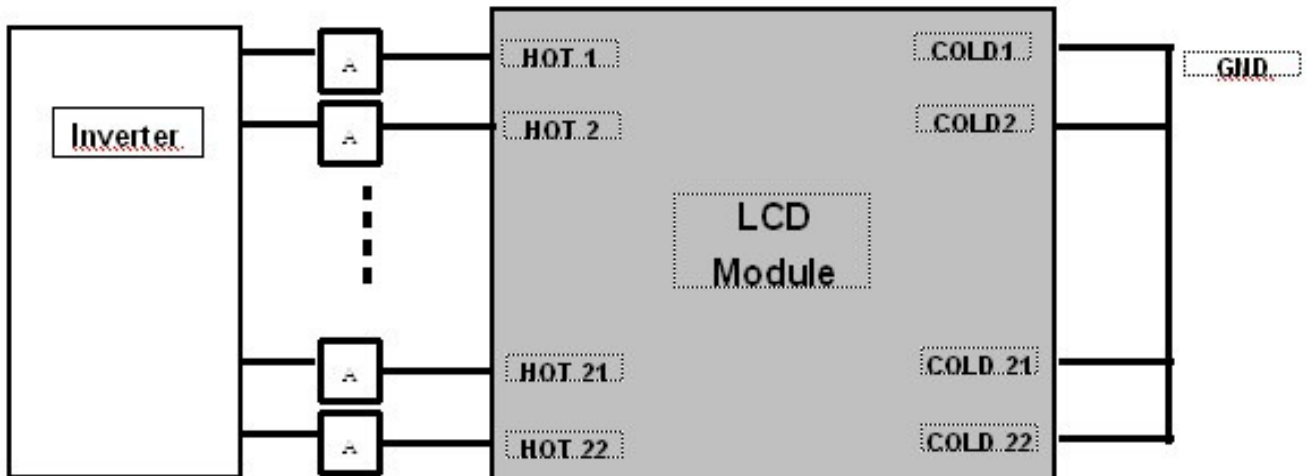 A
HOT 1
COLD1
GND
Inverter
A
HOT 2
COLD2
LCD
Module
A
HOT 21
COLD 21
A
HOT 22
COLD 22